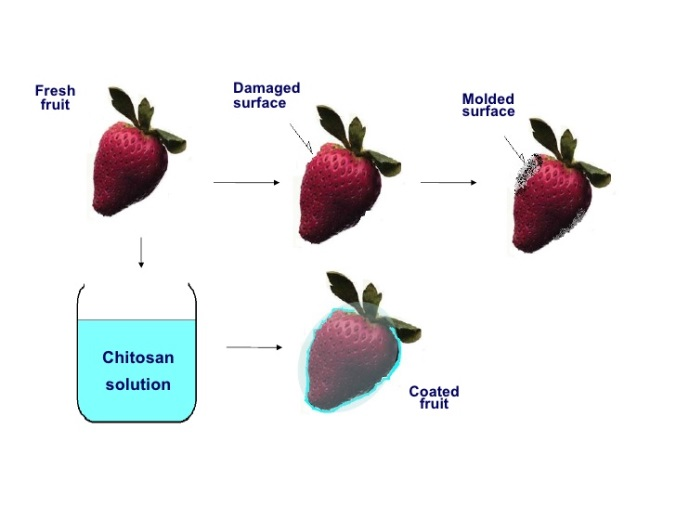 Fresh
fruit
Damaged
surface
Molded
surface
Chitosan
solution
Coated
fruit